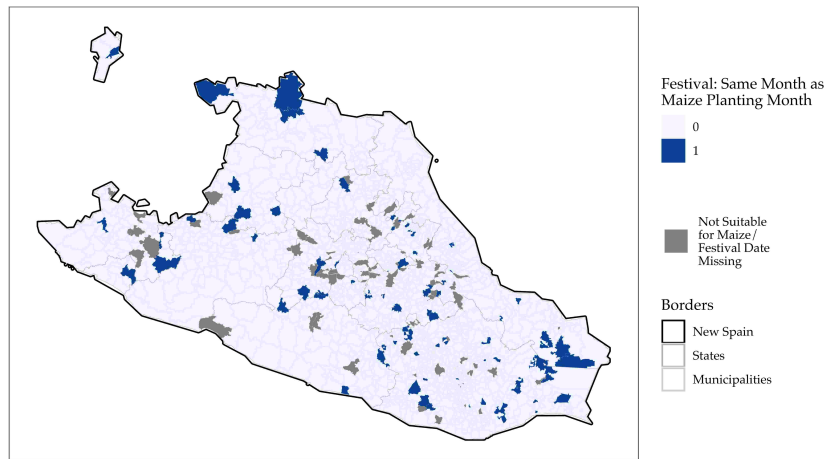 Festival: Same Month as
Maize Planting Month
0
1
Not Suitable
for Maize/
Festival Date
Missing
Borders
New Spain
States
Municipalities